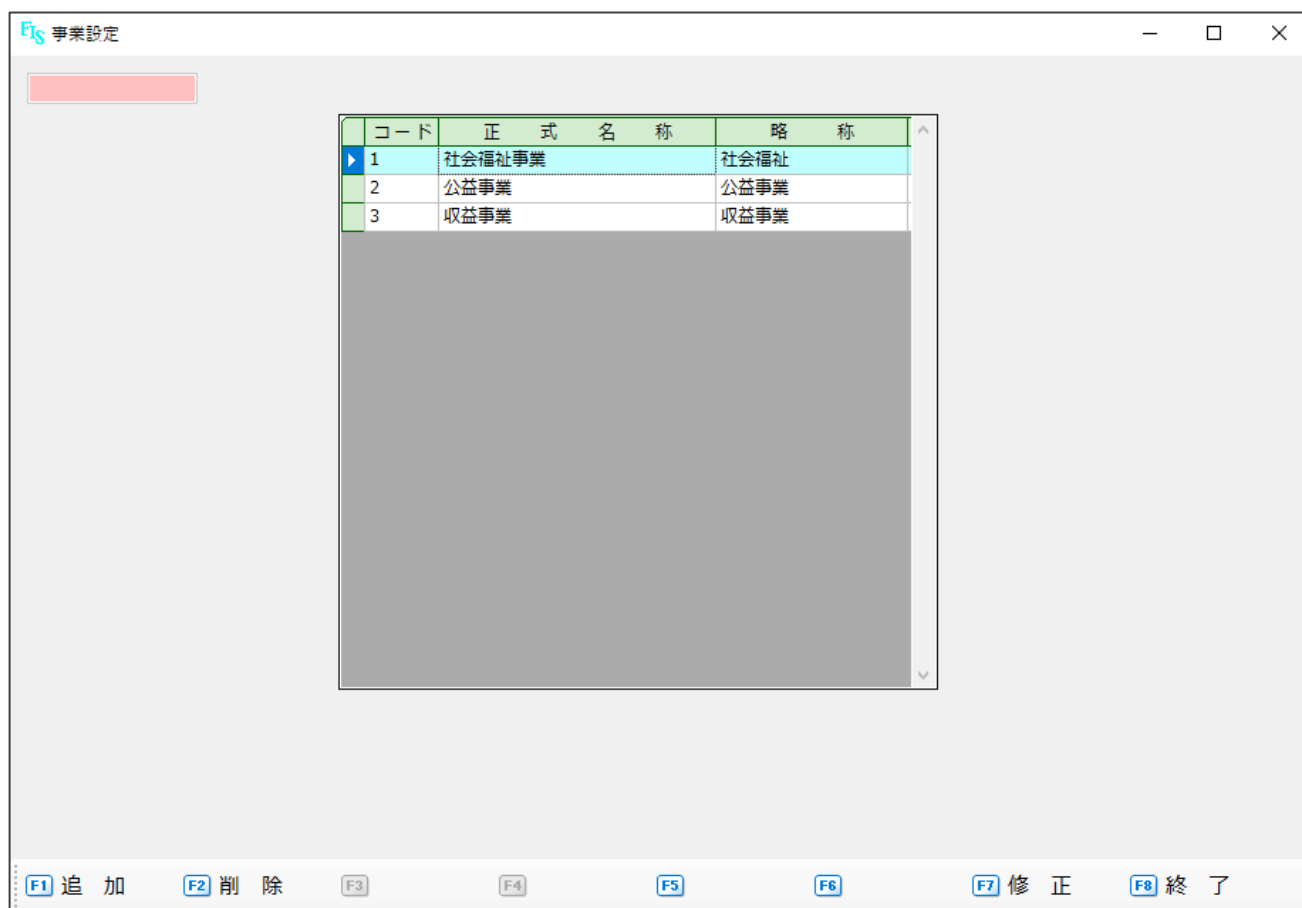 FIS 事業設定
コード 正式名称 略称
1 社会福祉事業 社会福祉
2 公益事業 公益事業
3 収益事業 収益事業
F1 追加 F2 削除 F3 F4 F5 F6 F7 修正 F8 終了